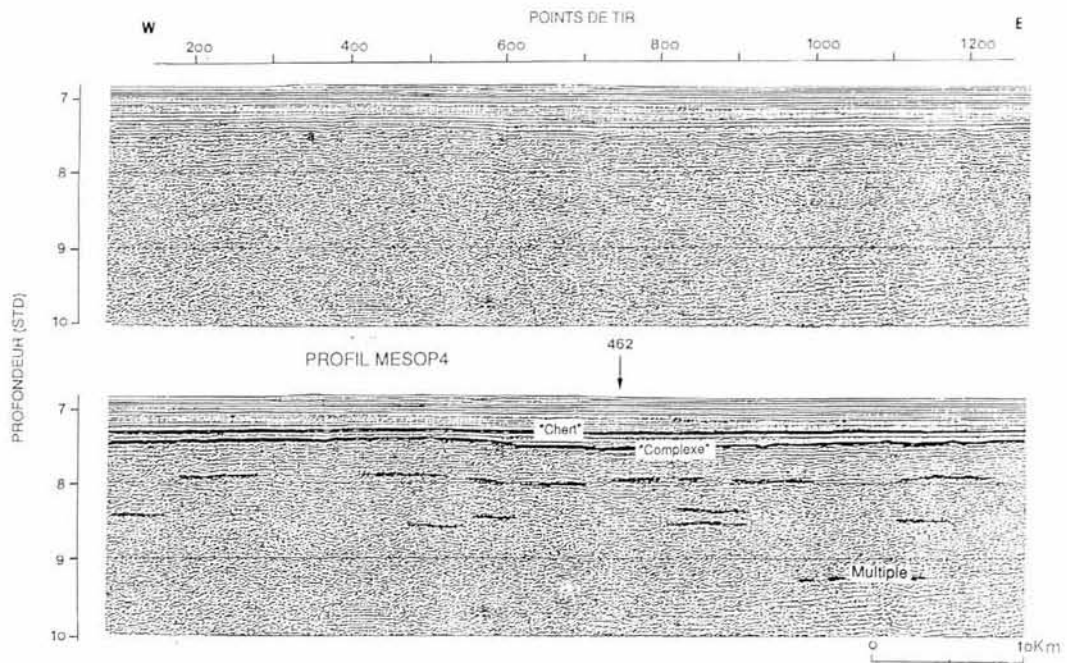 POINTS DE TIR
W E
200 400 600 800 1000 1200
7
a
8
9
10
PROFONDEUR (STD)
462
PROFIL MESOP4
7
"Chert"
"Complexe"
8
9
Multiple
10
0 10Km